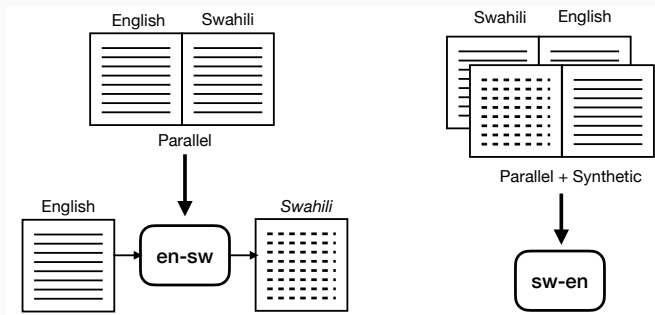 English Swahili
Parallel
English
en-sw
Swahili
Swahili English
Parallel + Synthetic
sw-en